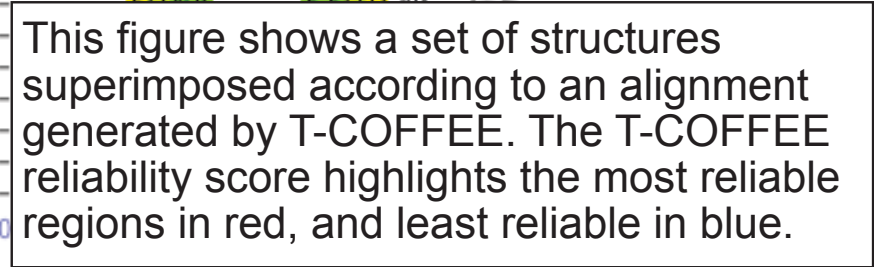 This figure shows a set of structures
superimposed according to an alignment
generated by T-COFFEE. The T-COFFEE
reliability score highlights the most reliable
regions in red, and least reliable in blue.